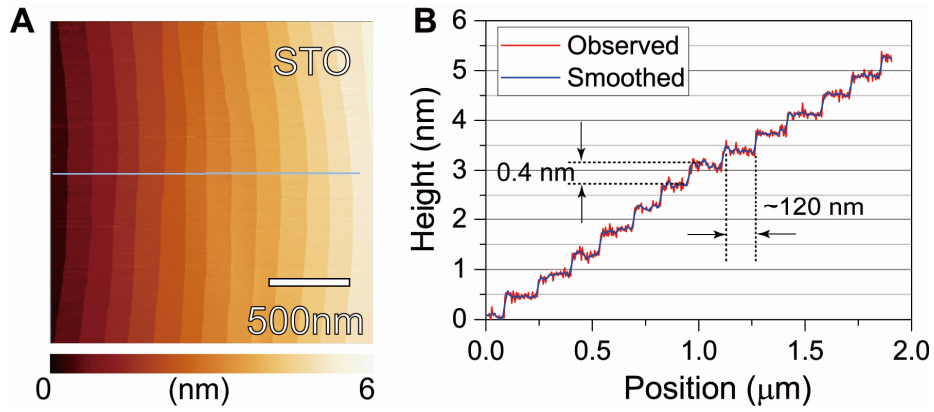 A
STO
500nm
0 (nm) 6
B
Observed
Smoothed
Height (nm)
6
5
4
3
2
1
0
0.4 nm
~120 nm
0.0 0.5 1.0 1.5 2.0
Position (μm)